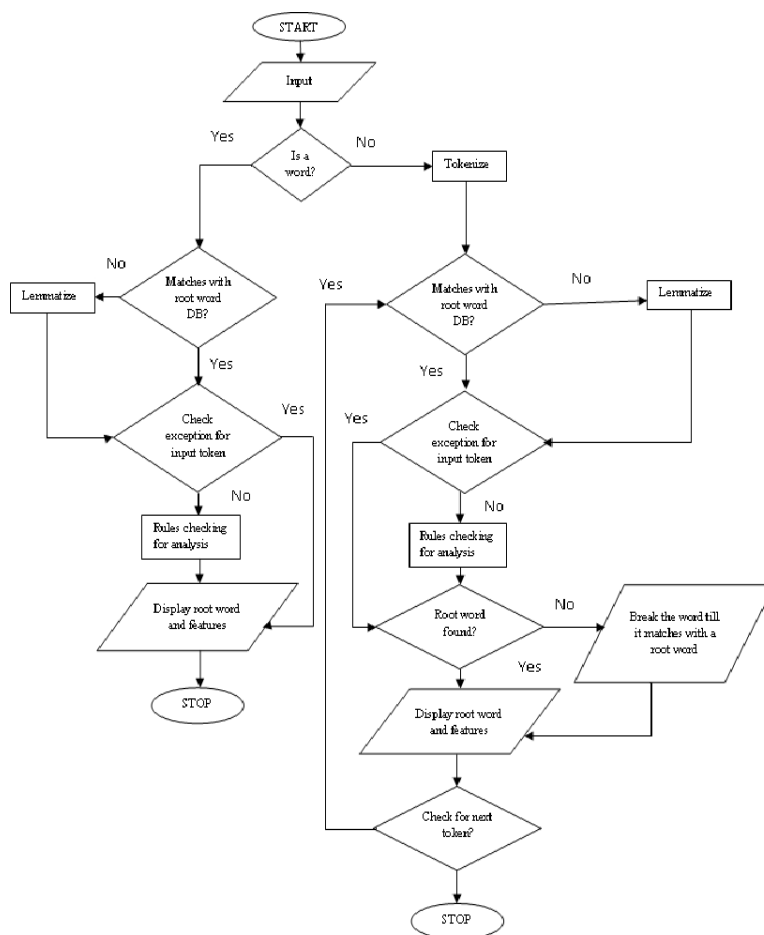 START
Input
Yes
No
Is a
word?
Tokenize
No
Matches with
root word
DB?
Lemmatize
Yes
Yes
Check
exception for
input token
No
Rules checking
for analysis
Display root word
and features
STOP
Yes
Matches with
root word
DB?
No
Lemmatize
Yes
Yes
Check
exception for
input token
No
Rules checking
for analysis
Root word
found?
No
Break the word till
it matches with a
root word
Yes
Display root word
and features
Check for next
token?
STOP